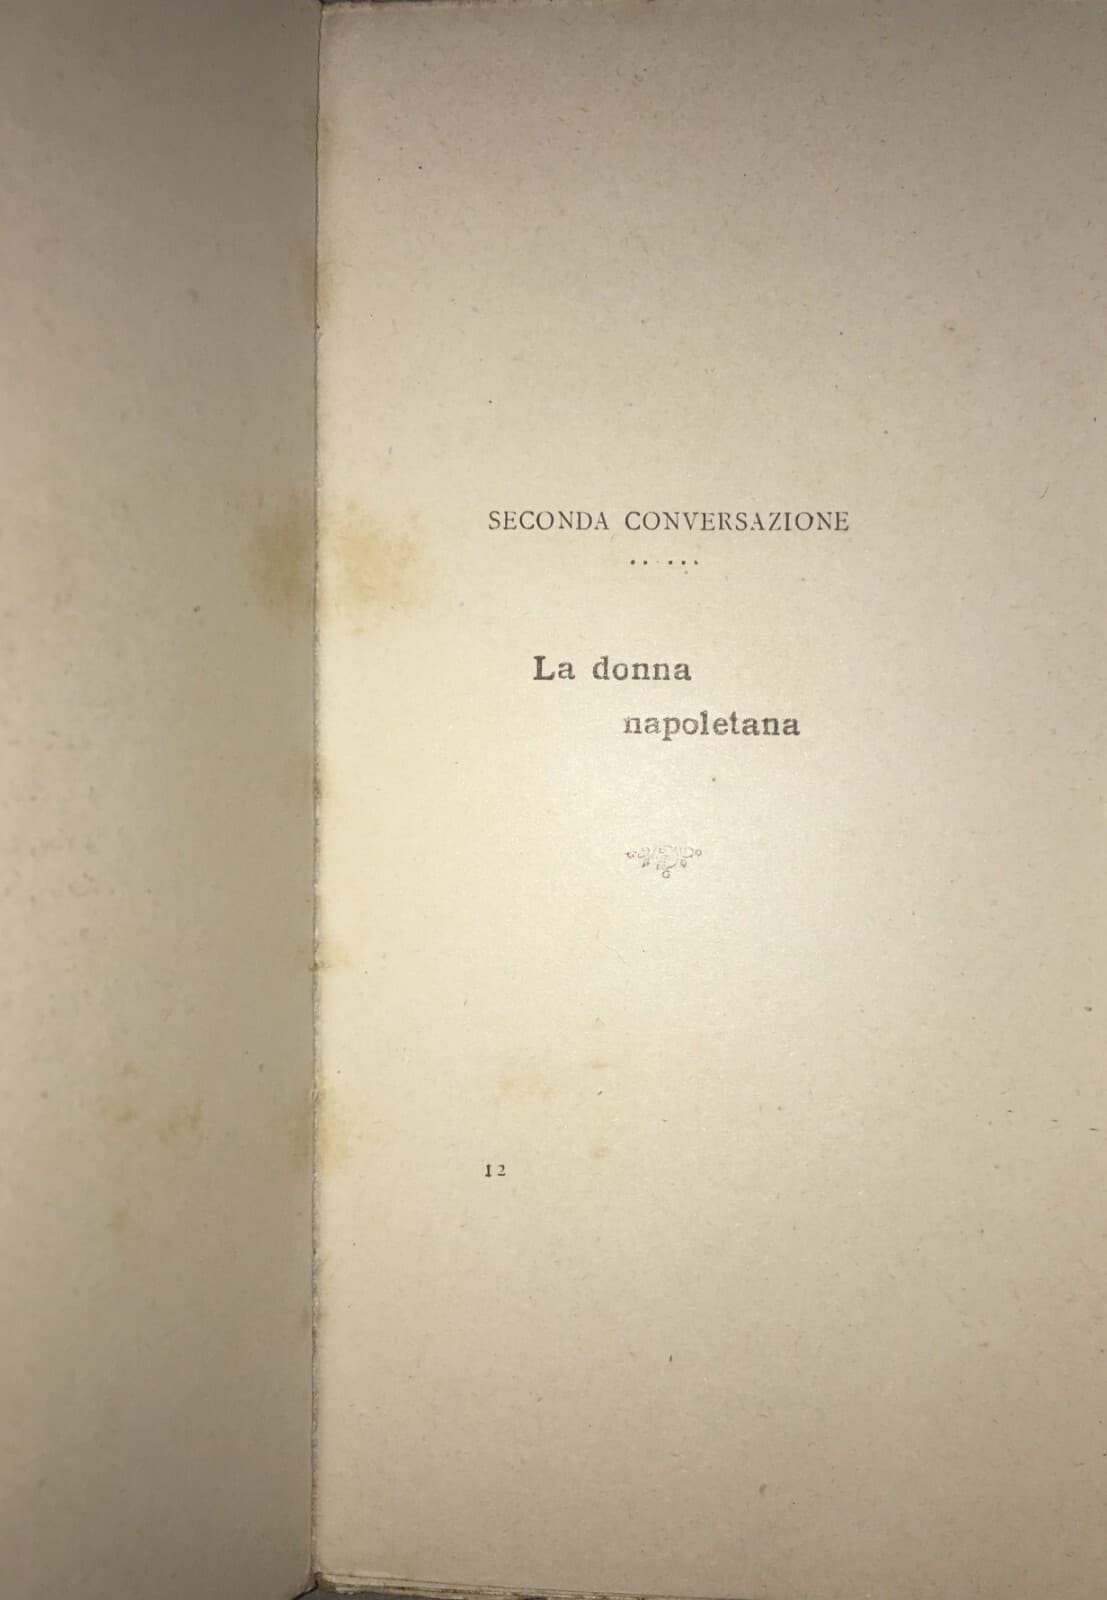 SECONDA CONVERSAZIONE
La donna
napoletana
12